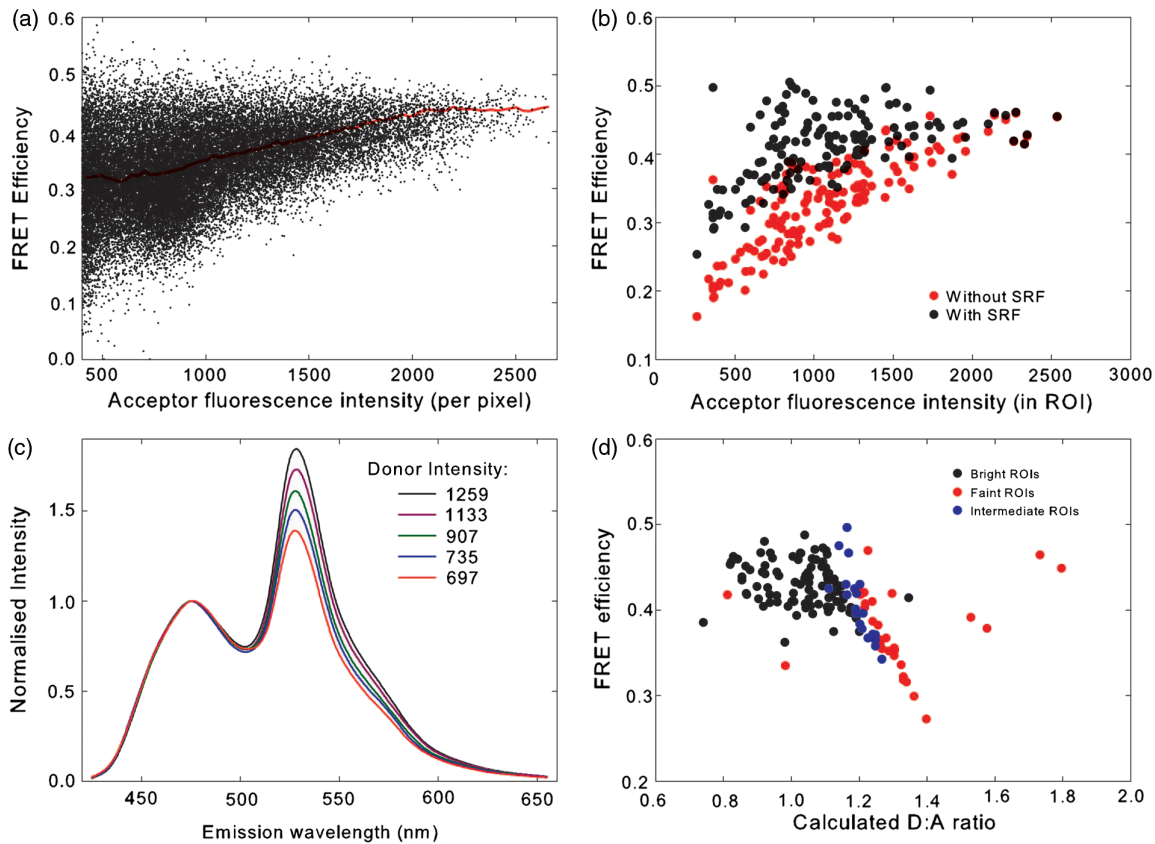 (a)
0.6
0.5
0.4
0.3
0.2
0.1
0.0
FRET Efficiency
500 1000 1500 2000 2500
Acceptor fluorescence intensity (per pixel)
(b)
0.6
0.5
0.4
0.3
0.2
0.1
FRET Efficiency
Without SRF
With SRF
0 500 1000 1500 2000 2500 3000
Acceptor fluorescence intensity (in ROI)
(c)
1.5
1.0
0.5
0.0
Normalised Intensity
Donor Intensity:
1259
1133
907
735
697
450 500 550 600 650
Emission wavelength (nm)
(d)
0.6
0.5
0.4
0.3
0.2
FRET efficiency
Bright ROIs
Faint ROIs
Intermediate ROIs
0.6 0.8 1.0 1.2 1.4 1.6 1.8 2.0
Calculated D:A ratio